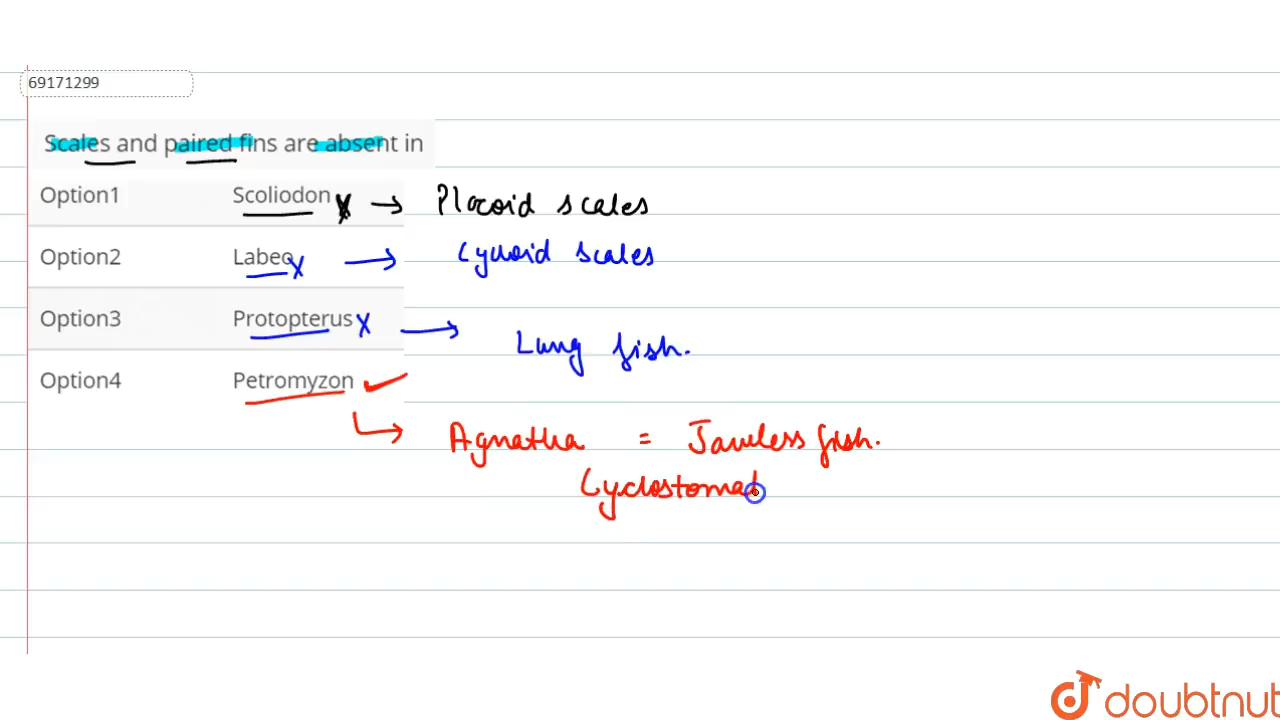 69171299
Scales and paired fins are absent in
Option1 Scoliodon x → Placoid scales
Option2 Labeo x → Cycloid scales
Option3 Protopterus x → Lung fish.
Option4 Petromyzon ✓
→ Agnatha = Jawless fish.
Cyclostomat
doubtnut